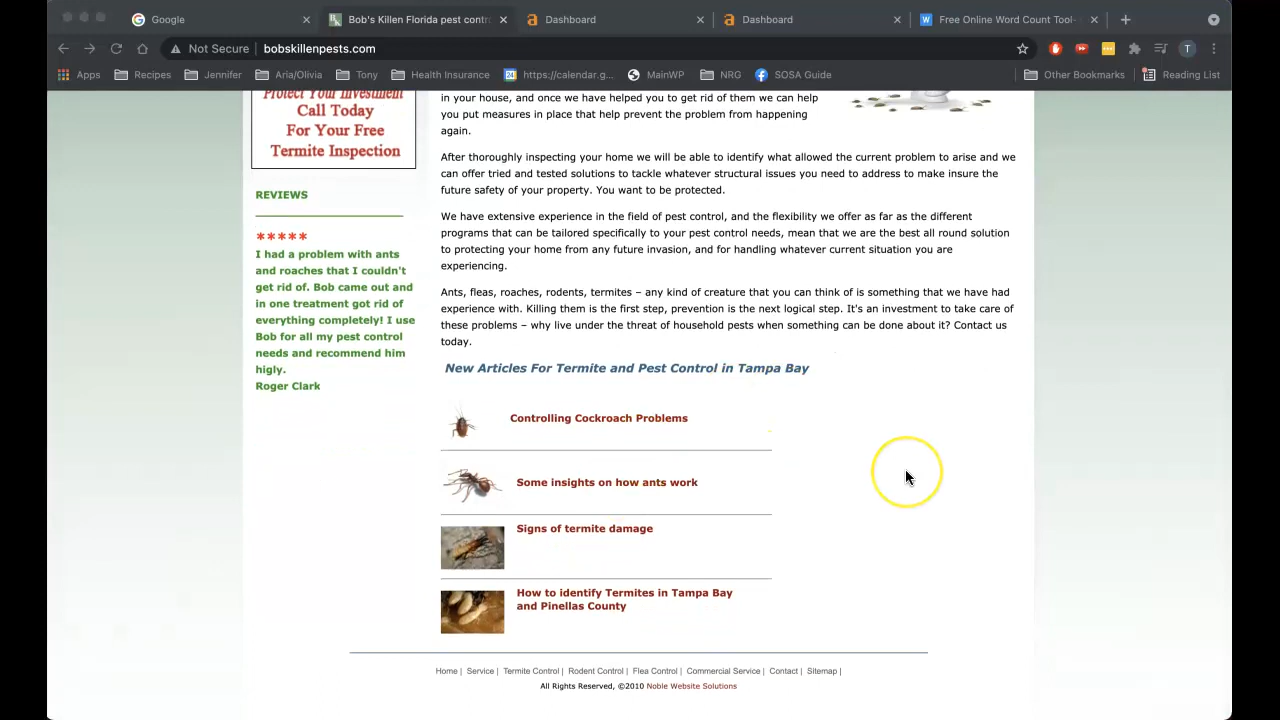 Google
Bob's Killen Florida pest contr
Dashboard
Dashboard
Free Online Word Count Tool-
Not Secure
bobskillenpests.com
Apps
Recipes
Jennifer
Aria/Olivia
Tony
Health Insurance
https://calendar.g...
MainWP
NRG
SOSA Guide
Other Bookmarks
Reading List
Protect Your Investment
Call Today
For Your Free
Termite Inspection
REVIEWS
*****
I had a problem with ants
and roaches that I couldn't
get rid of. Bob came out and
in one treatment got rid of
everything completely! I use
Bob for all my pest control
needs and recommend him
higly.
Roger Clark
in your house, and once we have helped you to get rid of them we can help
you put measures in place that help prevent the problem from happening
again.
After thoroughly inspecting your home we will be able to identify what allowed the current problem to arise and we
can offer tried and tested solutions to tackle whatever structural issues you need to address to make insure the
future safety of your property. You want to be protected.
We have extensive experience in the field of pest control, and the flexibility we offer as far as the different
programs that can be tailored specifically to your pest control needs, mean that we are the best all round solution
to protecting your home from any future invasion, and for handling whatever current situation you are
experiencing.
Ants, fleas, roaches, rodents, termites – any kind of creature that you can think of is something that we have had
experience with. Killing them is the first step, prevention is the next logical step. It's an investment to take care of
these problems – why live under the threat of household pests when something can be done about it? Contact us
today.
New Articles For Termite and Pest Control in Tampa Bay
Controlling Cockroach Problems
Some insights on how ants work
Signs of termite damage
How to identify Termites in Tampa Bay
and Pinellas County
Home | Service | Termite Control | Rodent Control | Flea Control | Commercial Service | Contact | Sitemap |
All Rights Reserved, ©2010 Noble Website Solutions